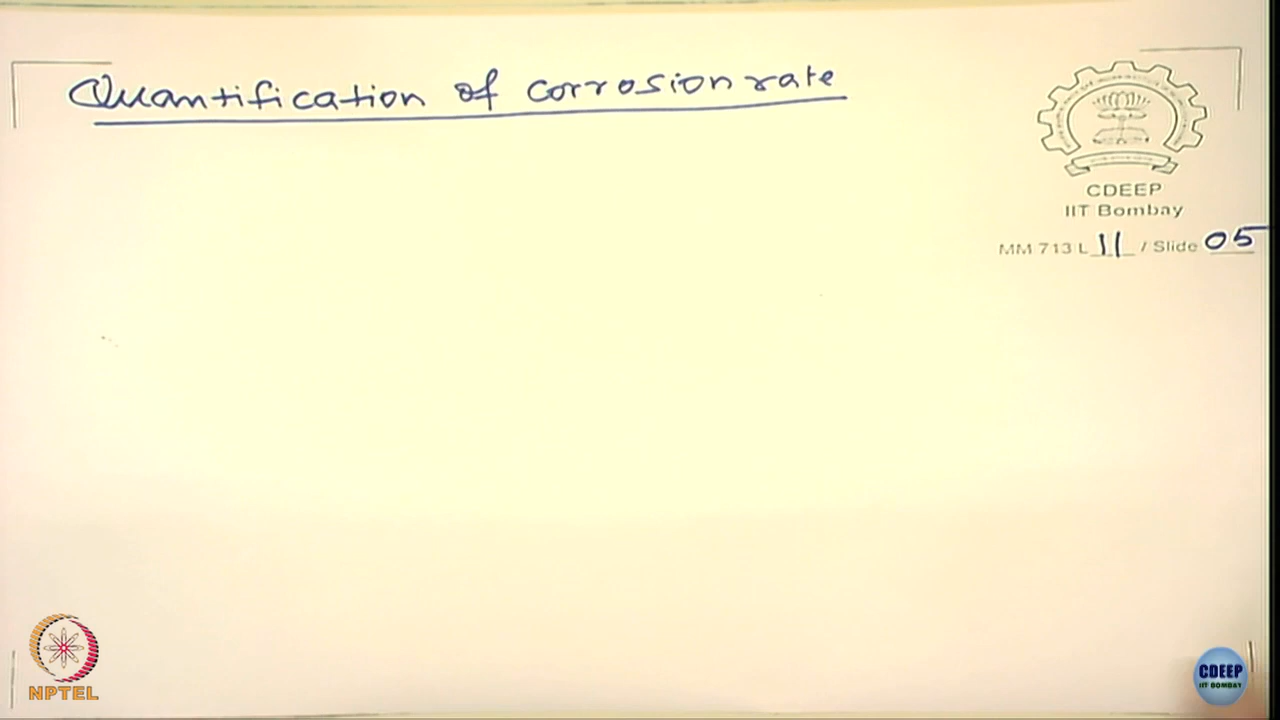 Quantification of corrosion rate
CDEEP
IIT Bombay
MM 713 L 11 / Slide 05
NPTEL
CDEEP
IIT BOMBAY